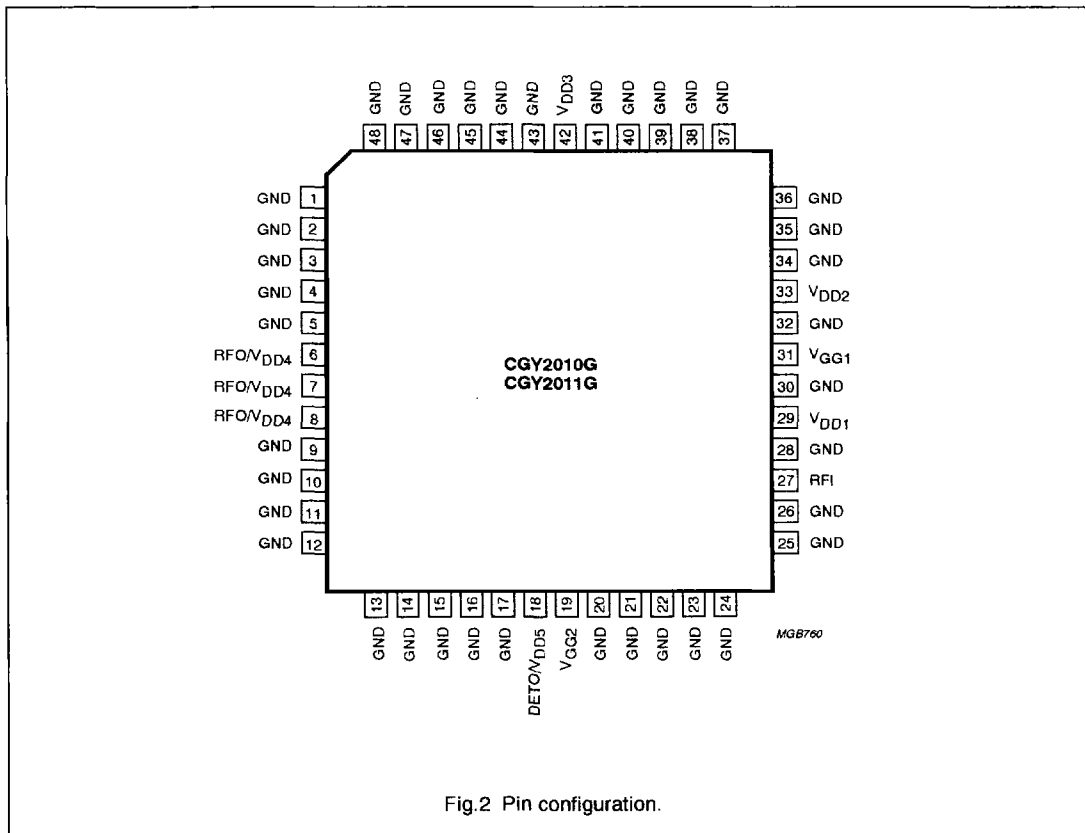 GND GND GND GND GND GND VDD3 GND GND GND GND GND
48 47 46 45 44 43 42 41 40 39 38 37
GND 1
GND 2
GND 3
GND 4
GND 5
RFO/VDD4 6
RFO/VDD4 7
RFO/VDD4 8
GND 9
GND 10
GND 11
GND 12
CGY2010G
CGY2011G
36 GND
35 GND
34 GND
33 VDD2
32 GND
31 VGG1
30 GND
29 VDD1
28 GND
27 RFI
26 GND
25 GND
13 14 15 16 17 18 19 20 21 22 23 24
GND GND GND GND GND DETO/VDD5 VGG2 GND GND GND GND GND
MGB760
Fig.2 Pin configuration.